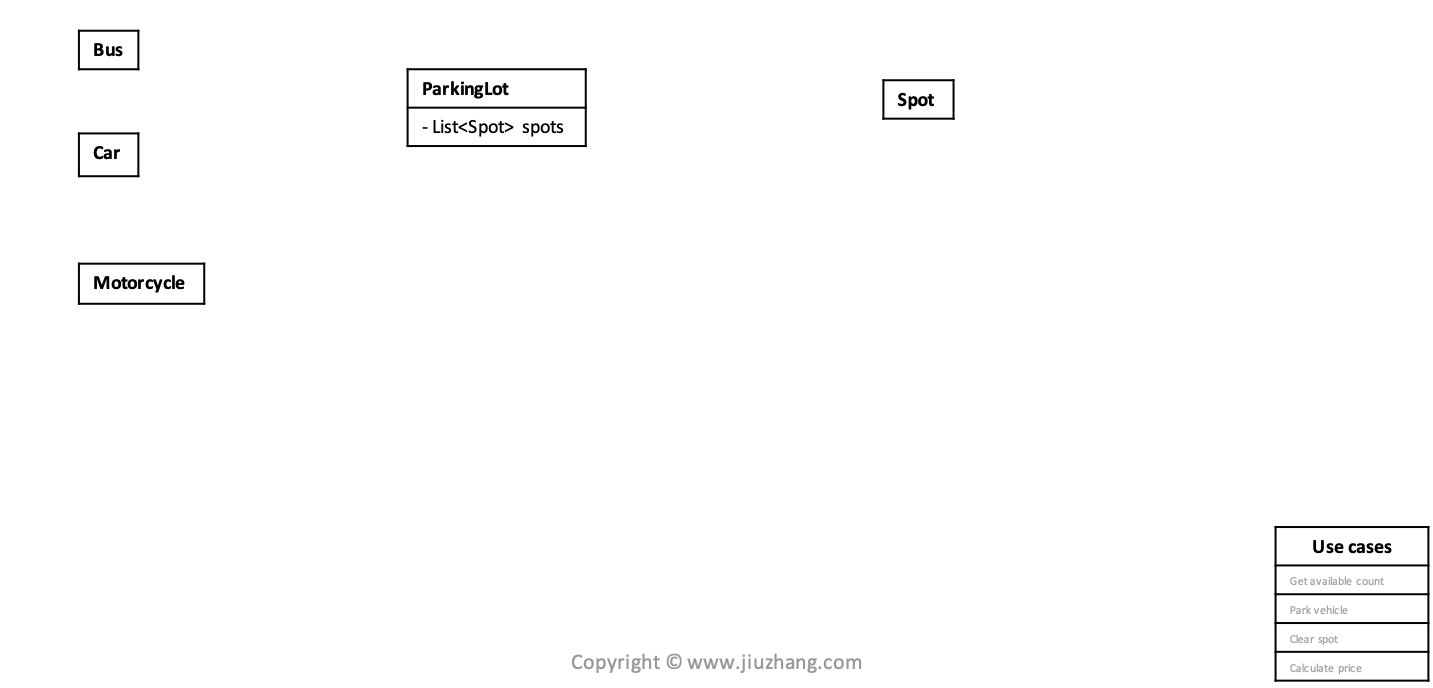 Bus
Car
Motorcycle
ParkingLot
- List<Spot> spots
Spot
Use cases
Get available count
Park vehicle
Clear spot
Calculate price
Copyright © www.jiuzhang.com